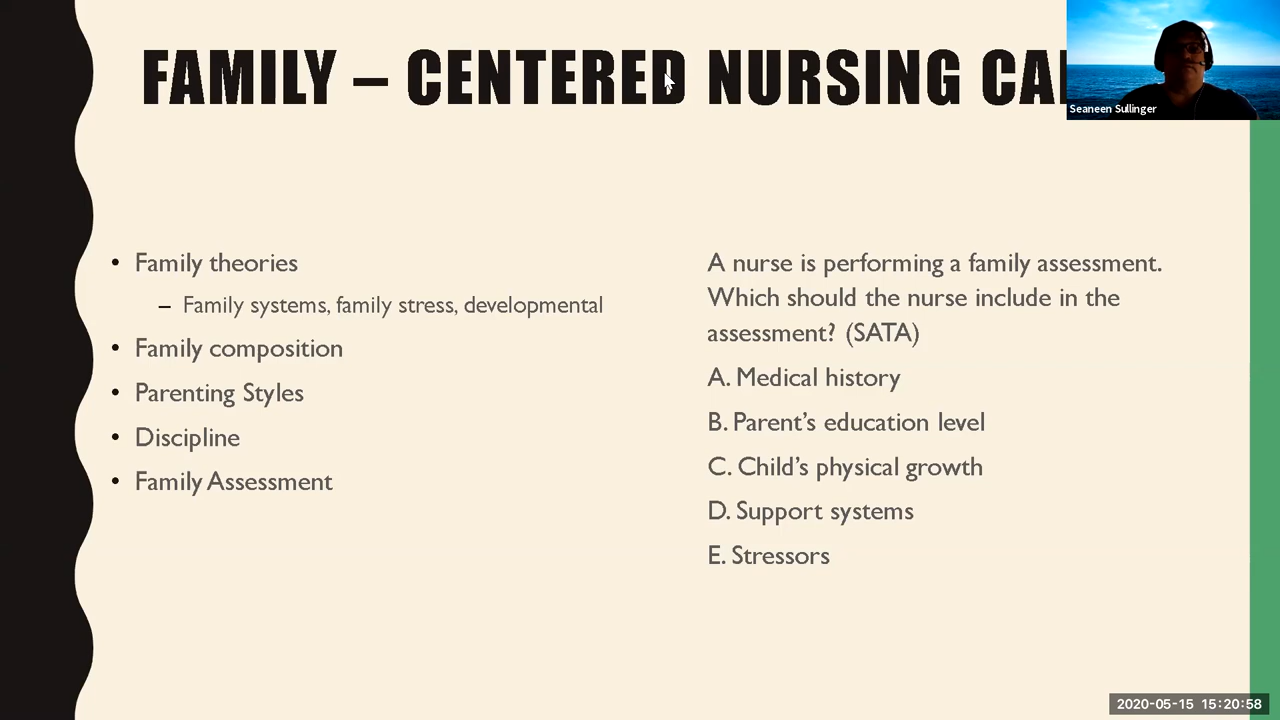 FAMILY – CENTERED NURSING
Seaneen Sullinger
• Family theories
– Family systems, family stress, developmental
• Family composition
• Parenting Styles
• Discipline
• Family Assessment
A nurse is performing a family assessment.
Which should the nurse include in the
assessment? (SATA)
A. Medical history
B. Parent's education level
C. Child's physical growth
D. Support systems
E. Stressors
2020-05-15 15:20:58